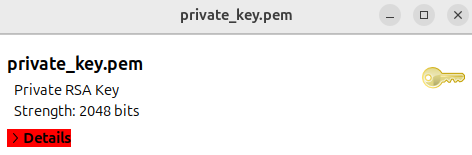 private_key.pem
private_key.pem
Private RSA Key
Strength: 2048 bits
> Details